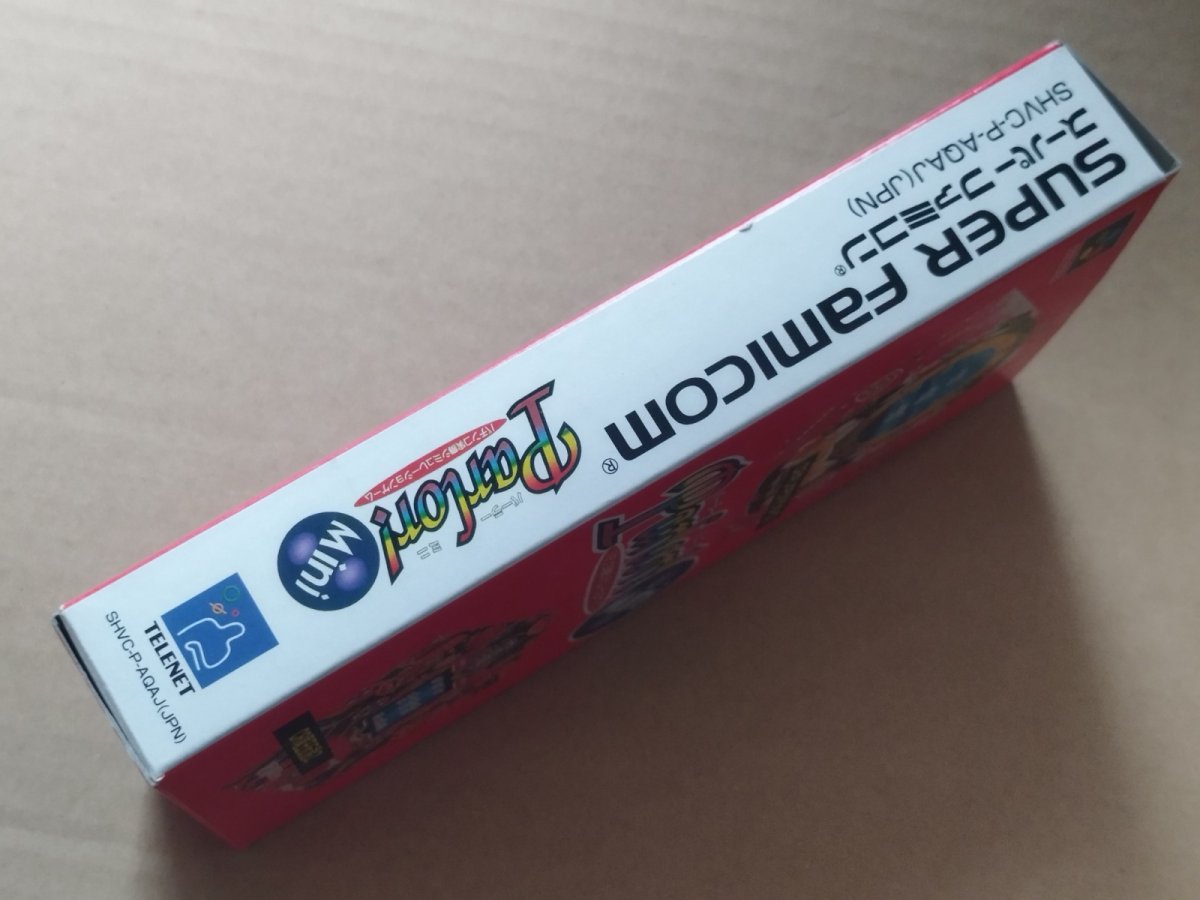 SUPER FAMICOM®
スーパーファミコン®
SHVC-P-AQAJ(JPN)
パチンコ実機シミュレーションゲーム
Parlor!
パーラー
ミニ
Mini
TELENET
SHVC-P-AQAJ(JPN)